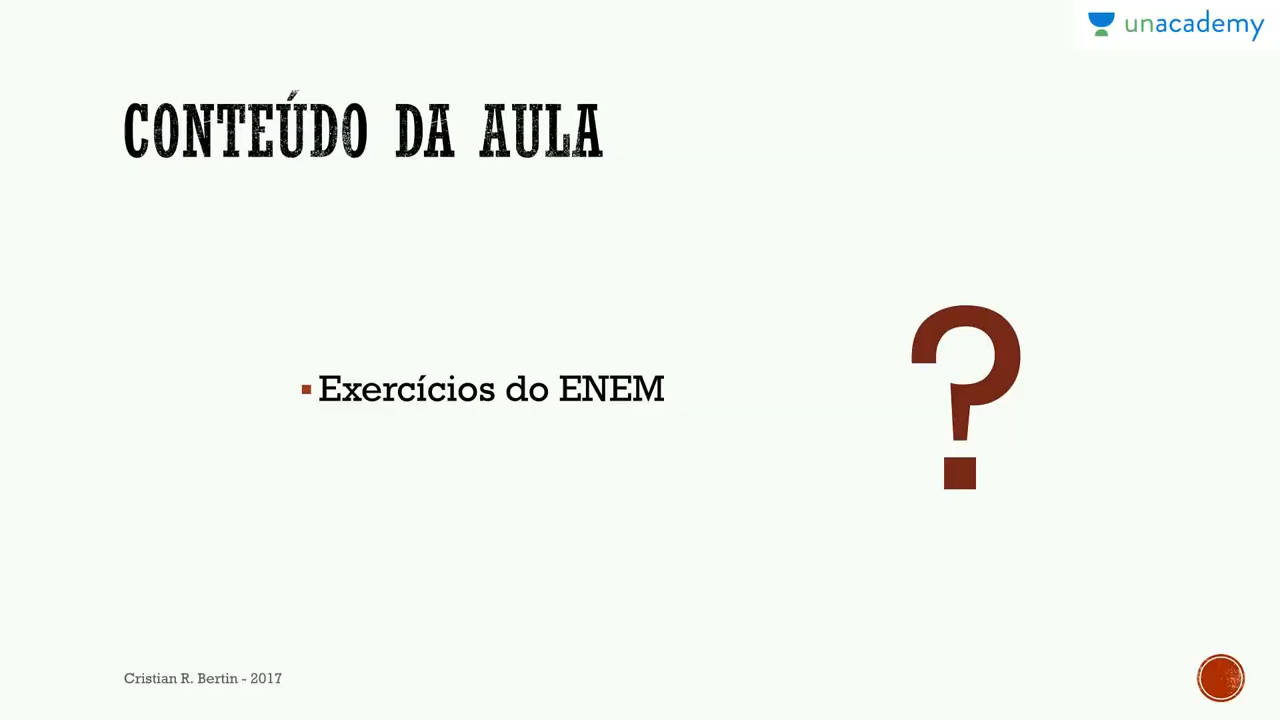 unacademy
CONTEÚDO DA AULA
▪ Exercícios do ENEM
?
Cristian R. Bertin - 2017